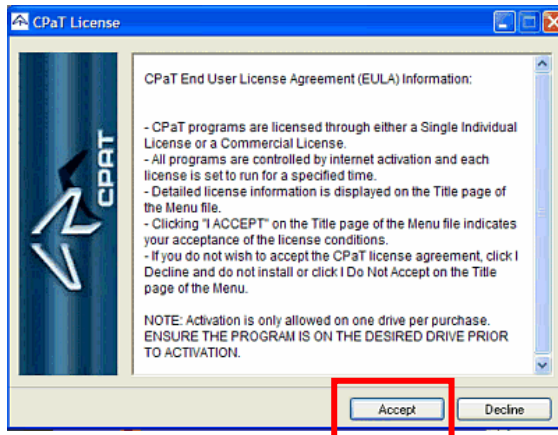 CPaT License
CPAT
CPaT End User License Agreement (EULA) Information:
- CPaT programs are licensed through either a Single Individual
License or a Commercial License.
- All programs are controlled by internet activation and each
license is set to run for a specified time.
- Detailed license information is displayed on the Title page of
the Menu file.
- Clicking "I ACCEPT" on the Title page of the Menu file indicates
your acceptance of the license conditions.
- If you do not wish to accept the CPaT license agreement, click I
Decline and do not install or click I Do Not Accept on the Title
page of the Menu.
NOTE: Activation is only allowed on one drive per purchase.
ENSURE THE PROGRAM IS ON THE DESIRED DRIVE PRIOR
TO ACTIVATION.
Accept
Decline